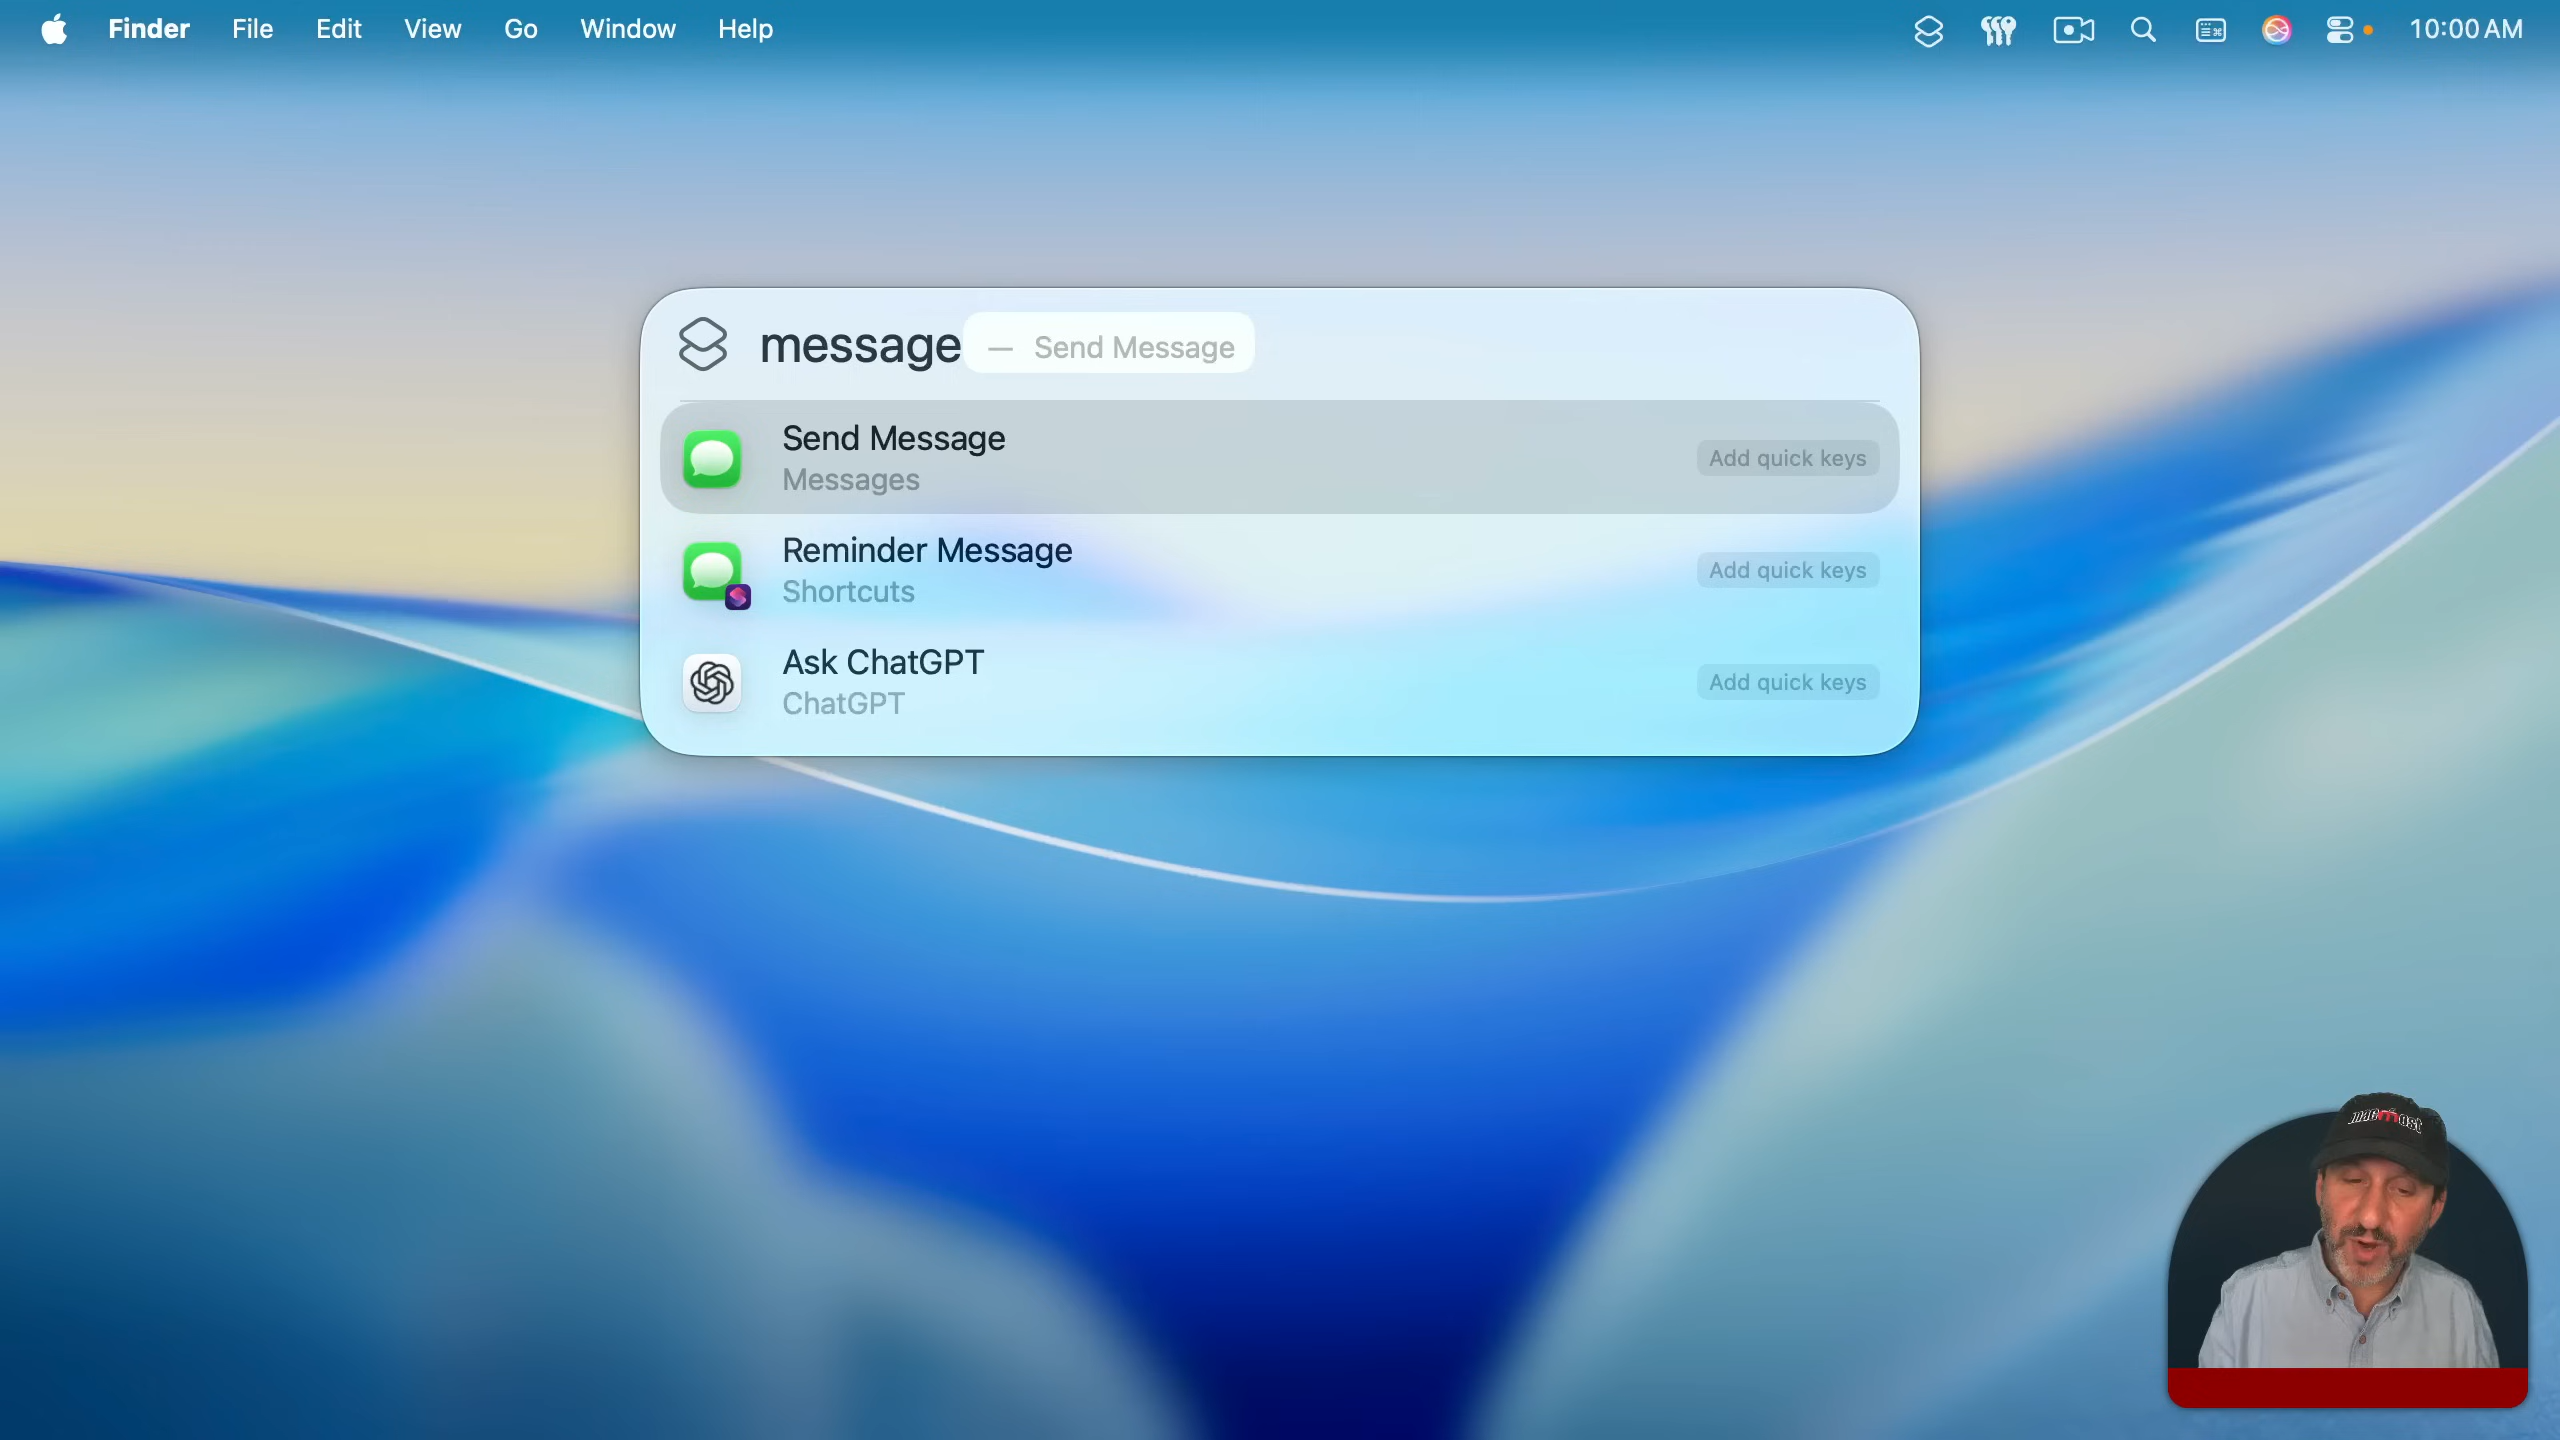 Finder File Edit View Go Window Help 10:00 AM
message — Send Message
Send Message
Messages
Add quick keys
Reminder Message
Shortcuts
Add quick keys
Ask ChatGPT
ChatGPT
Add quick keys
macmost